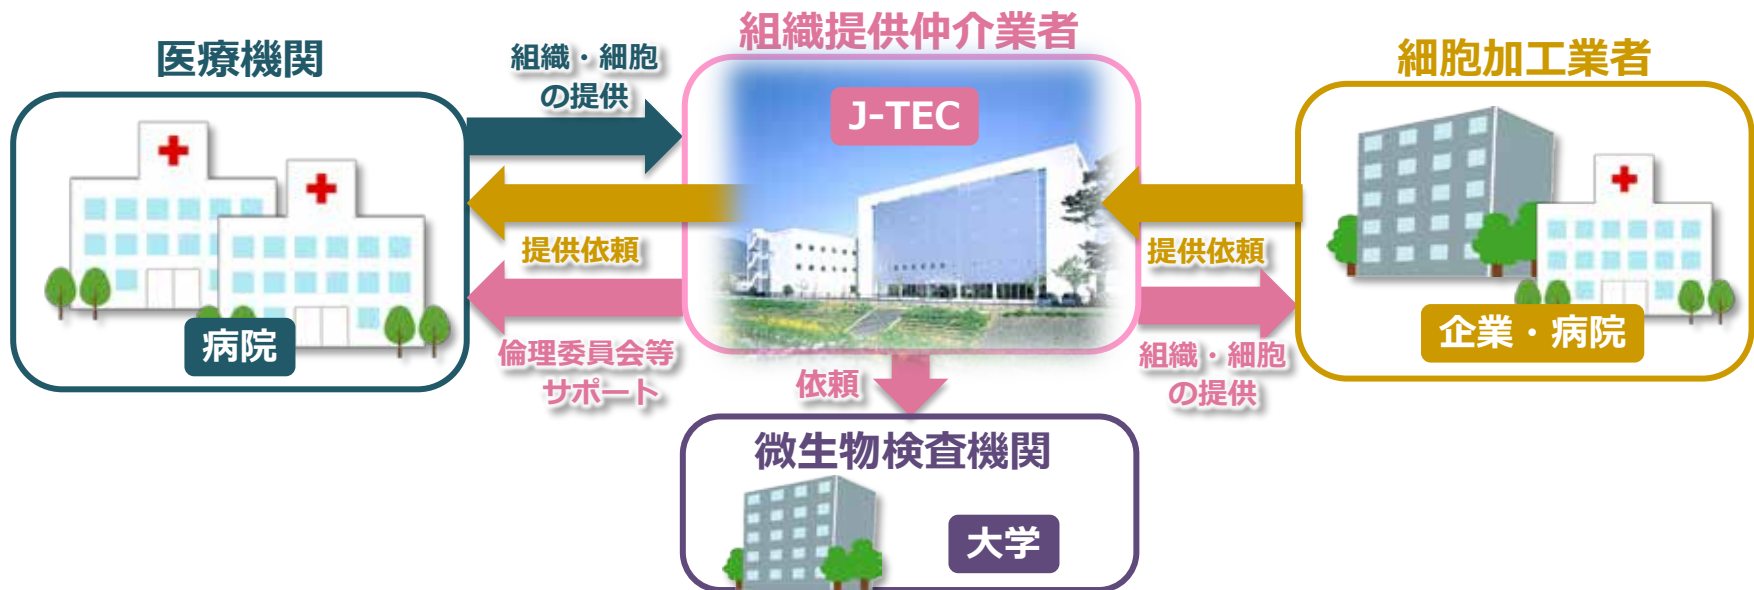 医療機関
病院
組織・細胞
の提供
提供依頼
倫理委員会等
サポート
組織提供仲介業者
J-TEC
依頼
微生物検査機関
大学
提供依頼
組織・細胞
の提供
細胞加工業者
企業・病院